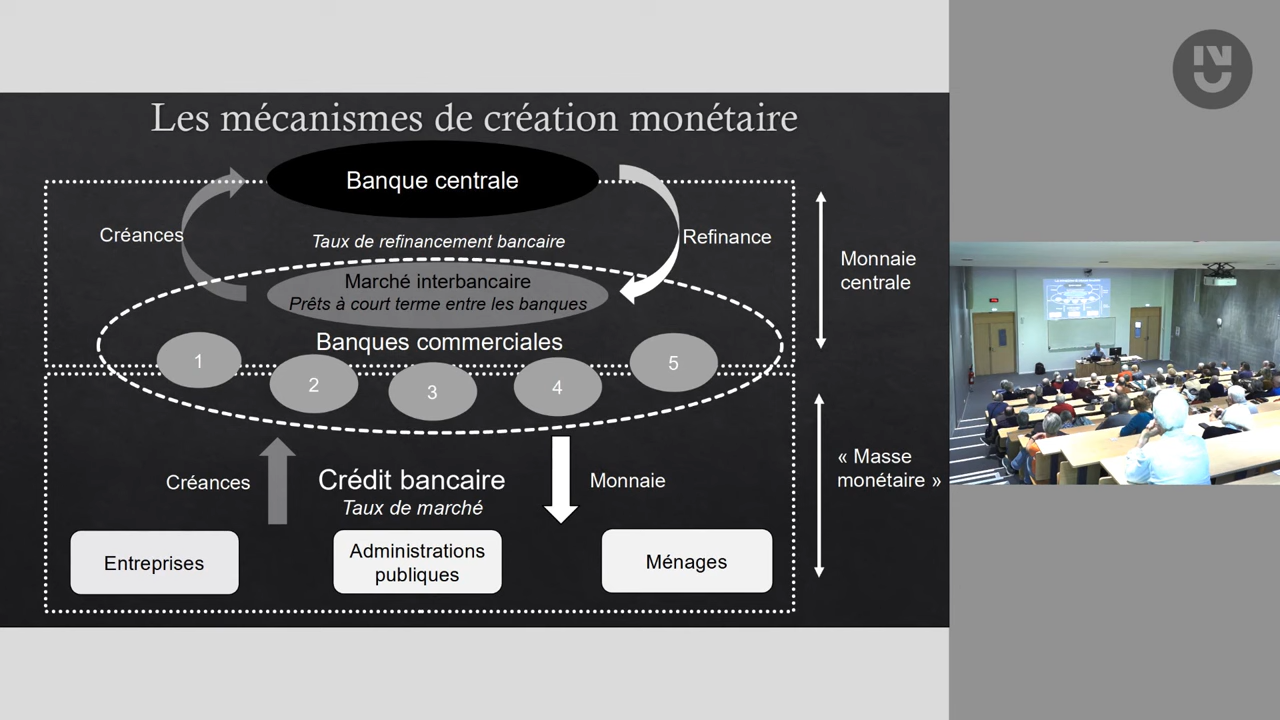 Les mécanismes de création monétaire
Banque centrale
Créances
Taux de refinancement bancaire
Refinance
Marché interbancaire
Prêts à court terme entre les banques
Monnaie
centrale
Banques commerciales
1
2
3
4
5
Créances
Crédit bancaire
Taux de marché
Monnaie
« Masse
monétaire »
Entreprises
Administrations
publiques
Ménages